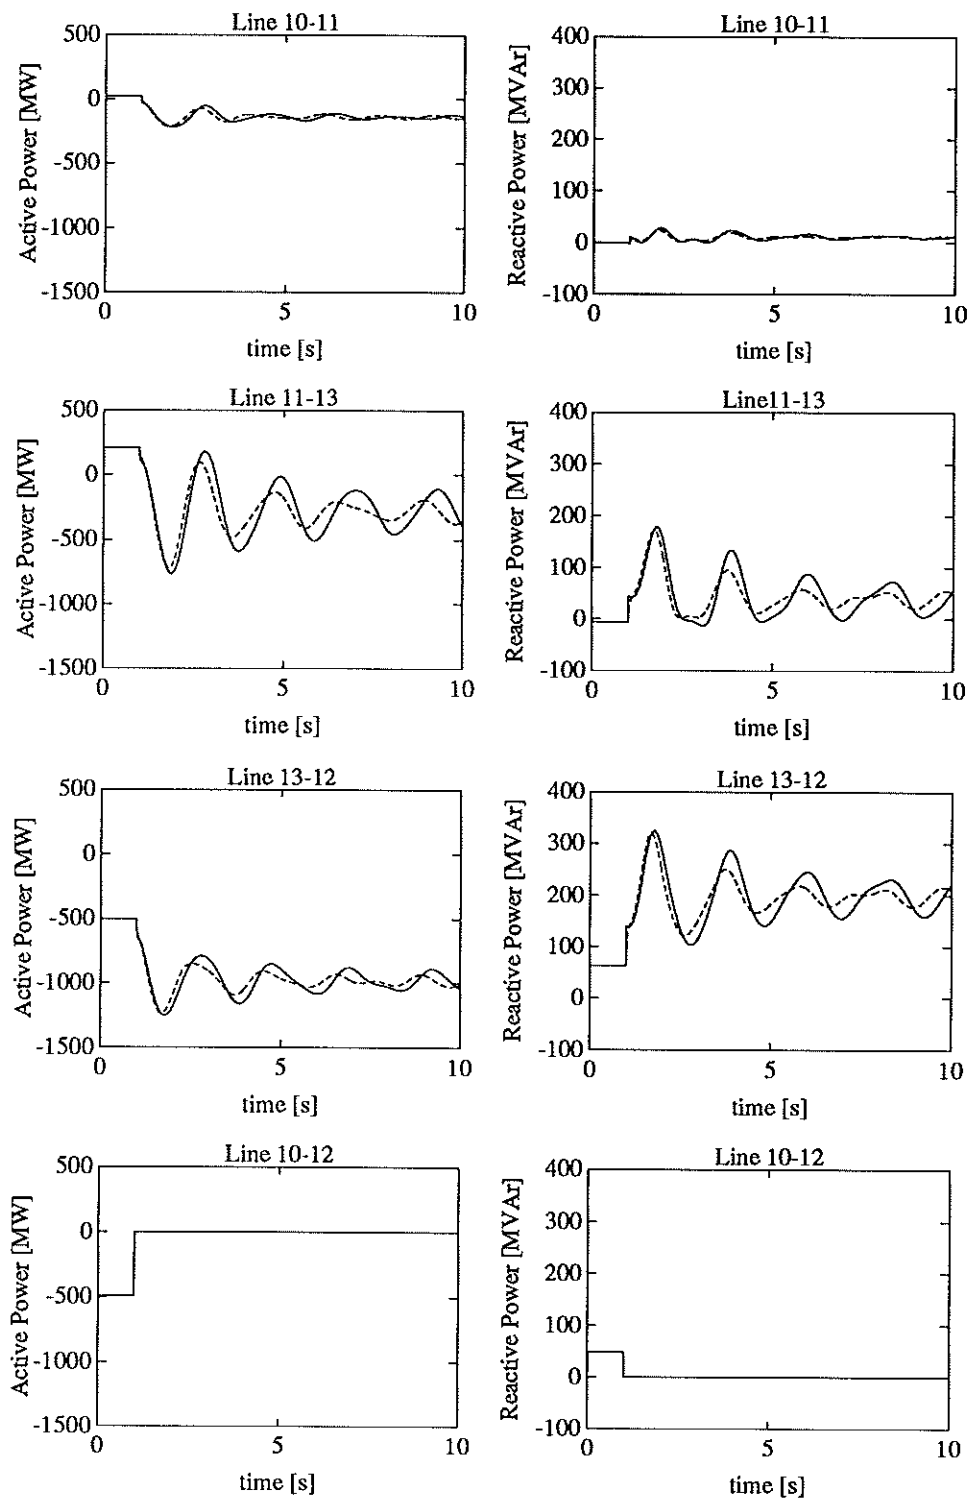 Line 10-11
Active Power [MW]
500
0
-500
-1000
-1500
0
5
10
time [s]
Line 10-11
Reactive Power [MVAr]
400
300
200
100
0
-100
0
5
10
time [s]
Line 11-13
Active Power [MW]
500
0
-500
-1000
-1500
0
5
10
time [s]
Line11-13
Reactive Power [MVAr]
400
300
200
100
0
-100
0
5
10
time [s]
Line 13-12
Active Power [MW]
500
0
-500
-1000
-1500
0
5
10
time [s]
Line 13-12
Reactive Power [MVAr]
400
300
200
100
0
-100
0
5
10
time [s]
Line 10-12
Active Power [MW]
500
0
-500
-1000
-1500
0
5
10
time [s]
Line 10-12
Reactive Power [MVAr]
400
300
200
100
0
-100
0
5
10
time [s]